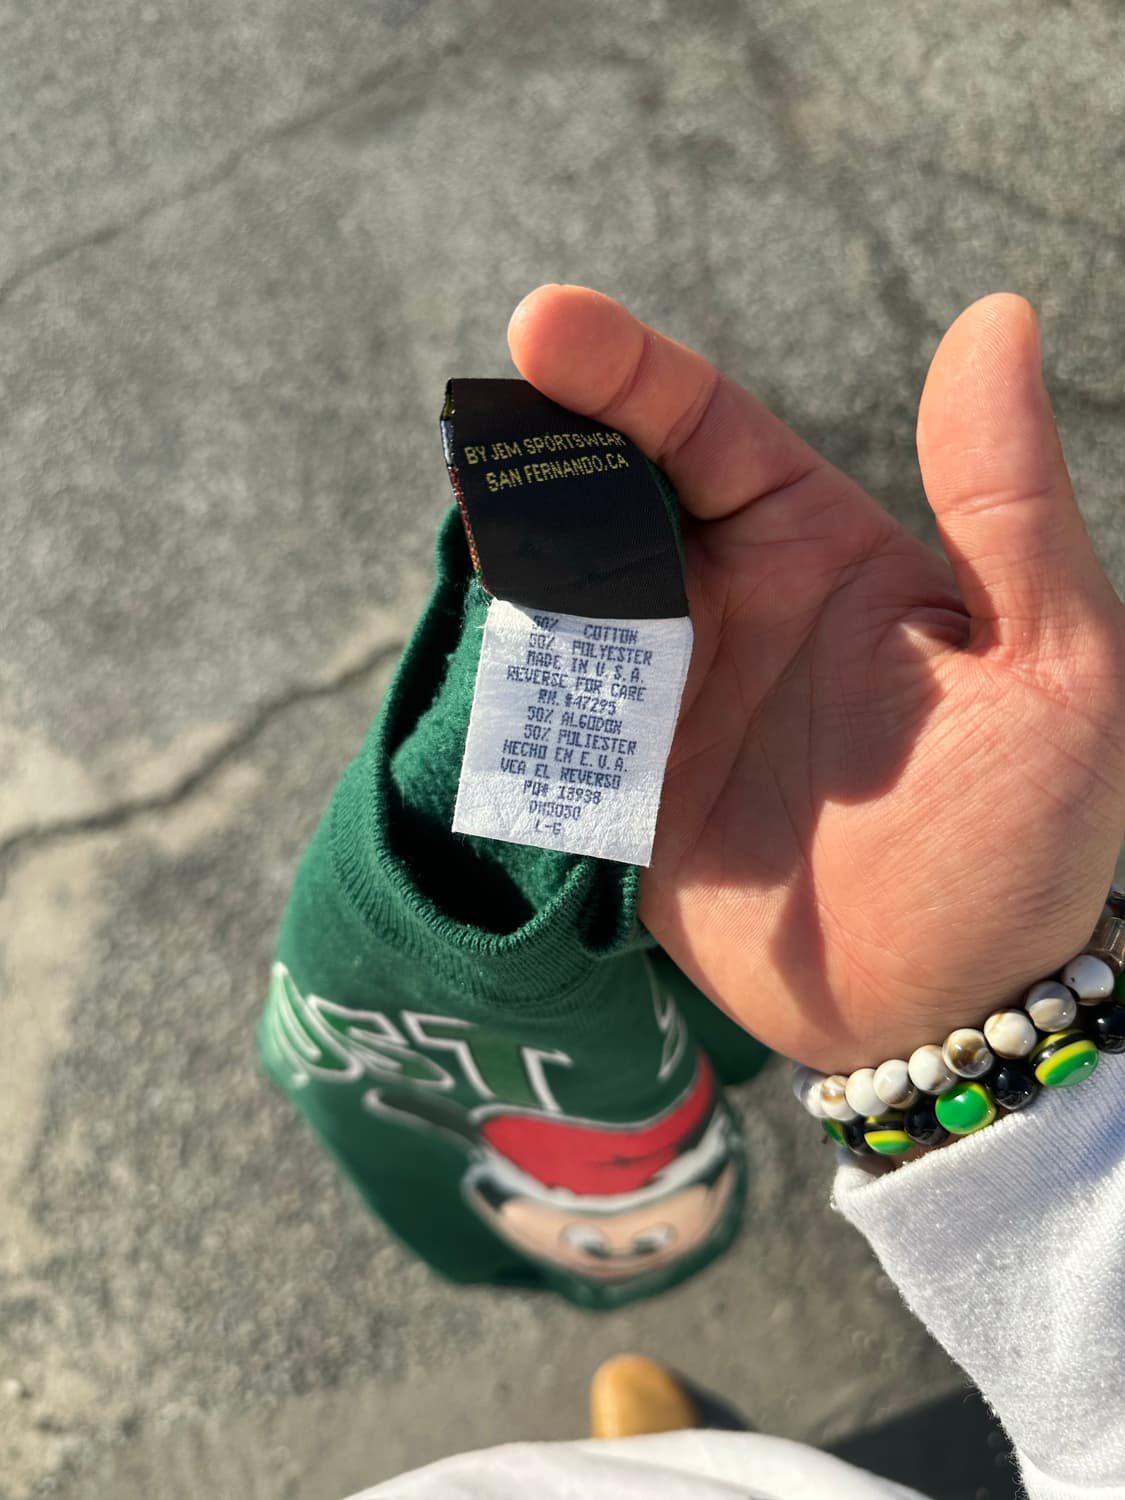 BY JEM SPORTSWEAR
SAN FERNANDO, CA
50% COTTON
50% POLYESTER
MADE IN U.S.A.
REVERSE FOR CARE
RN. #47295
50% ALGODON
50% POLIESTER
HECHO EN E.U.A.
VEA EL REVERSO
PO# 13938
DM3030
L-G